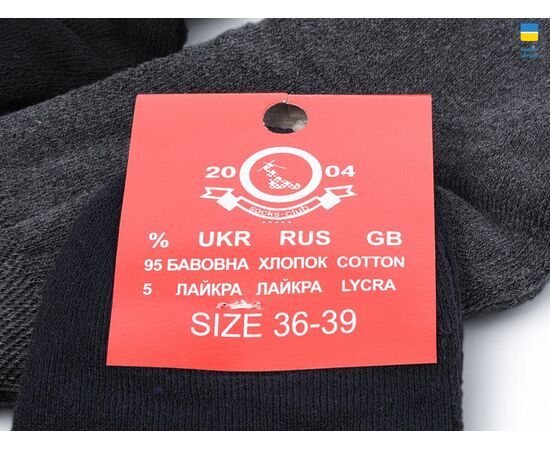 20 04
socks-club
% UKR RUS GB
95 БАВОВНА ХЛОПОК COTTON
5 ЛАЙКРА ЛАЙКРА LYCRA
SIZE 36-39